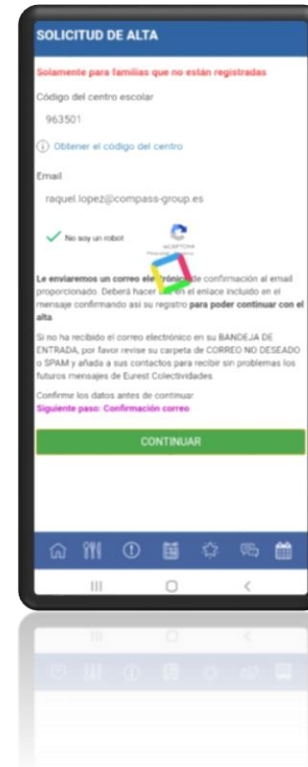 SOLICITUD DE ALTA
Solamente para familias que no están registradas
Código del centro escolar
963501
Obtener el código del centro
Email
raquel.lopez@compass-group.es
No soy un robot
reCAPTCHA
Le enviaremos un correo electrónico de confirmación al email
proporcionado. Deberá hacer en el enlace incluido en el
mensaje confirmando así su registro para poder continuar con el
alta.
Si no ha recibido el correo electrónico en su BANDEJA DE
ENTRADA, por favor revise su carpeta de CORREO NO DESEADO
o SPAM y añada a sus contactos para recibir sin problemas los
futuros mensajes de Eurest Colectividades.
Confirme los datos antes de continuar
Siguiente paso: Confirmación correo
CONTINUAR